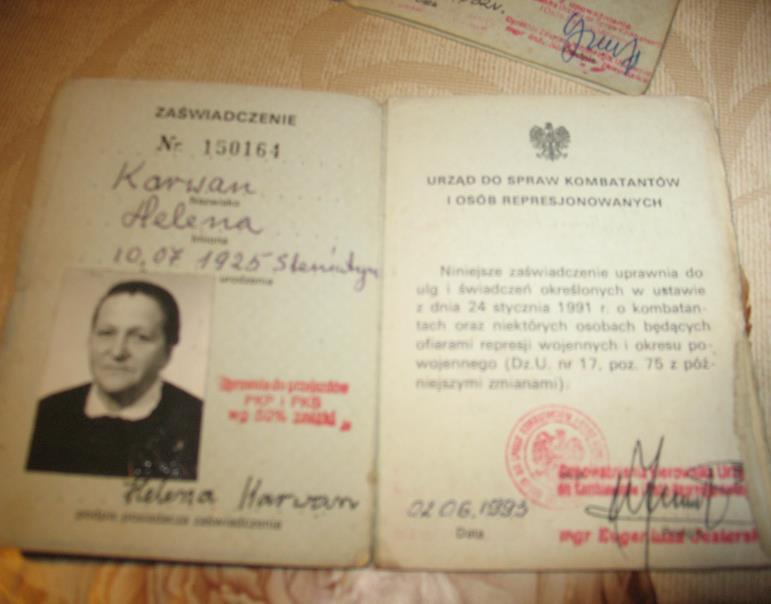 Data
ZAŚWIADCZENIE
Nr 150164
Karwan
Nazwisko
Helena
Imiona
10.07 1925
urodzenia
Uprawnia do przejazdów
PKP i PKS
wg 50% zniżki
Helena Karwan
podpis posiadacza zaświadczenia
URZĄD DO SPRAW KOMBATANTÓW
I OSÓB REPRESJONOWANYCH
Niniejsze zaświadczenie uprawnia do
ulg i świadczeń określonych w ustawie
z dnia 24 stycznia 1991 r. o kombatan-
tach oraz niektórych osobach będących
ofiarami represji wojennych i okresu po-
wojennego (Dz.U. nr 17, poz. 75 z póź-
niejszymi zmianami).
02.06.1993
Data
mgr Eugeniusz